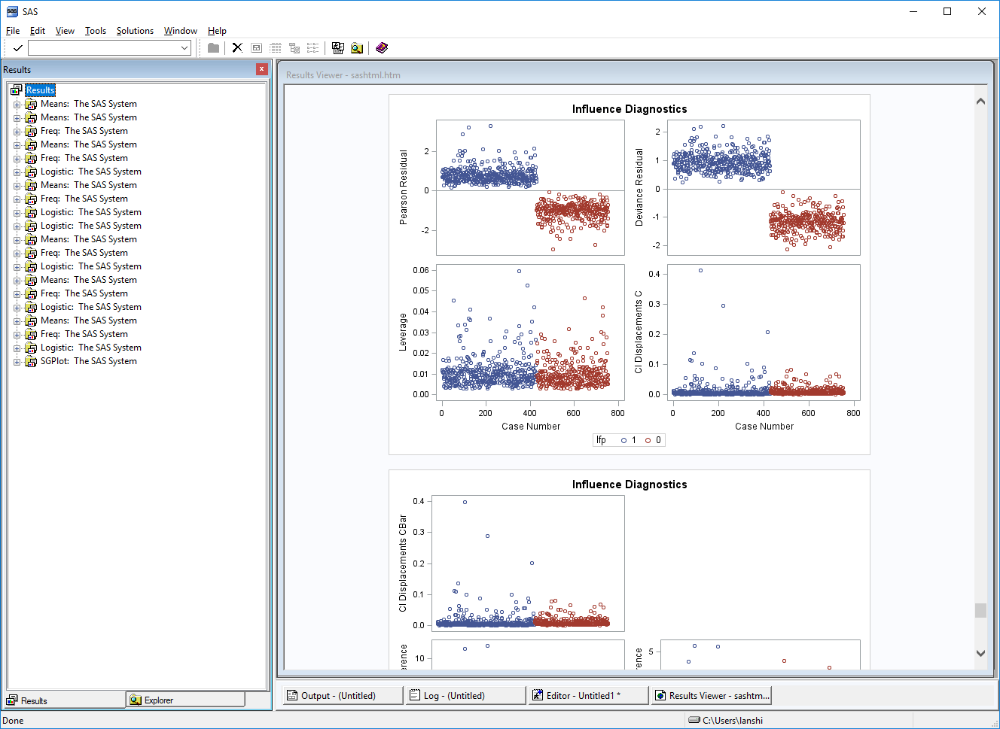 SAS
File Edit View Tools Solutions Window Help
Results
Results
Means: The SAS System
Means: The SAS System
Freq: The SAS System
Means: The SAS System
Freq: The SAS System
Logistic: The SAS System
Means: The SAS System
Freq: The SAS System
Logistic: The SAS System
Logistic: The SAS System
Means: The SAS System
Freq: The SAS System
Logistic: The SAS System
Means: The SAS System
Freq: The SAS System
Logistic: The SAS System
Means: The SAS System
Freq: The SAS System
Logistic: The SAS System
SGPlot: The SAS System
Results
Explorer
Results Viewer - sashtml.htm
Influence Diagnostics
Pearson Residual
2
0
-2
Deviance Residual
2
1
0
-1
-2
Leverage
0.06
0.05
0.04
0.03
0.02
0.01
0.00
0 200 400 600 800
Case Number
CI Displacements C
0.4
0.3
0.2
0.1
0.0
0 200 400 600 800
Case Number
lfp 1 0
Influence Diagnostics
CI Displacements CBar
0.4
0.3
0.2
0.1
0.0
10
5
Output - (Untitled)
Log - (Untitled)
Editor - Untitled1 *
Results Viewer - sashtm...
Done
C:\Users\lanshi